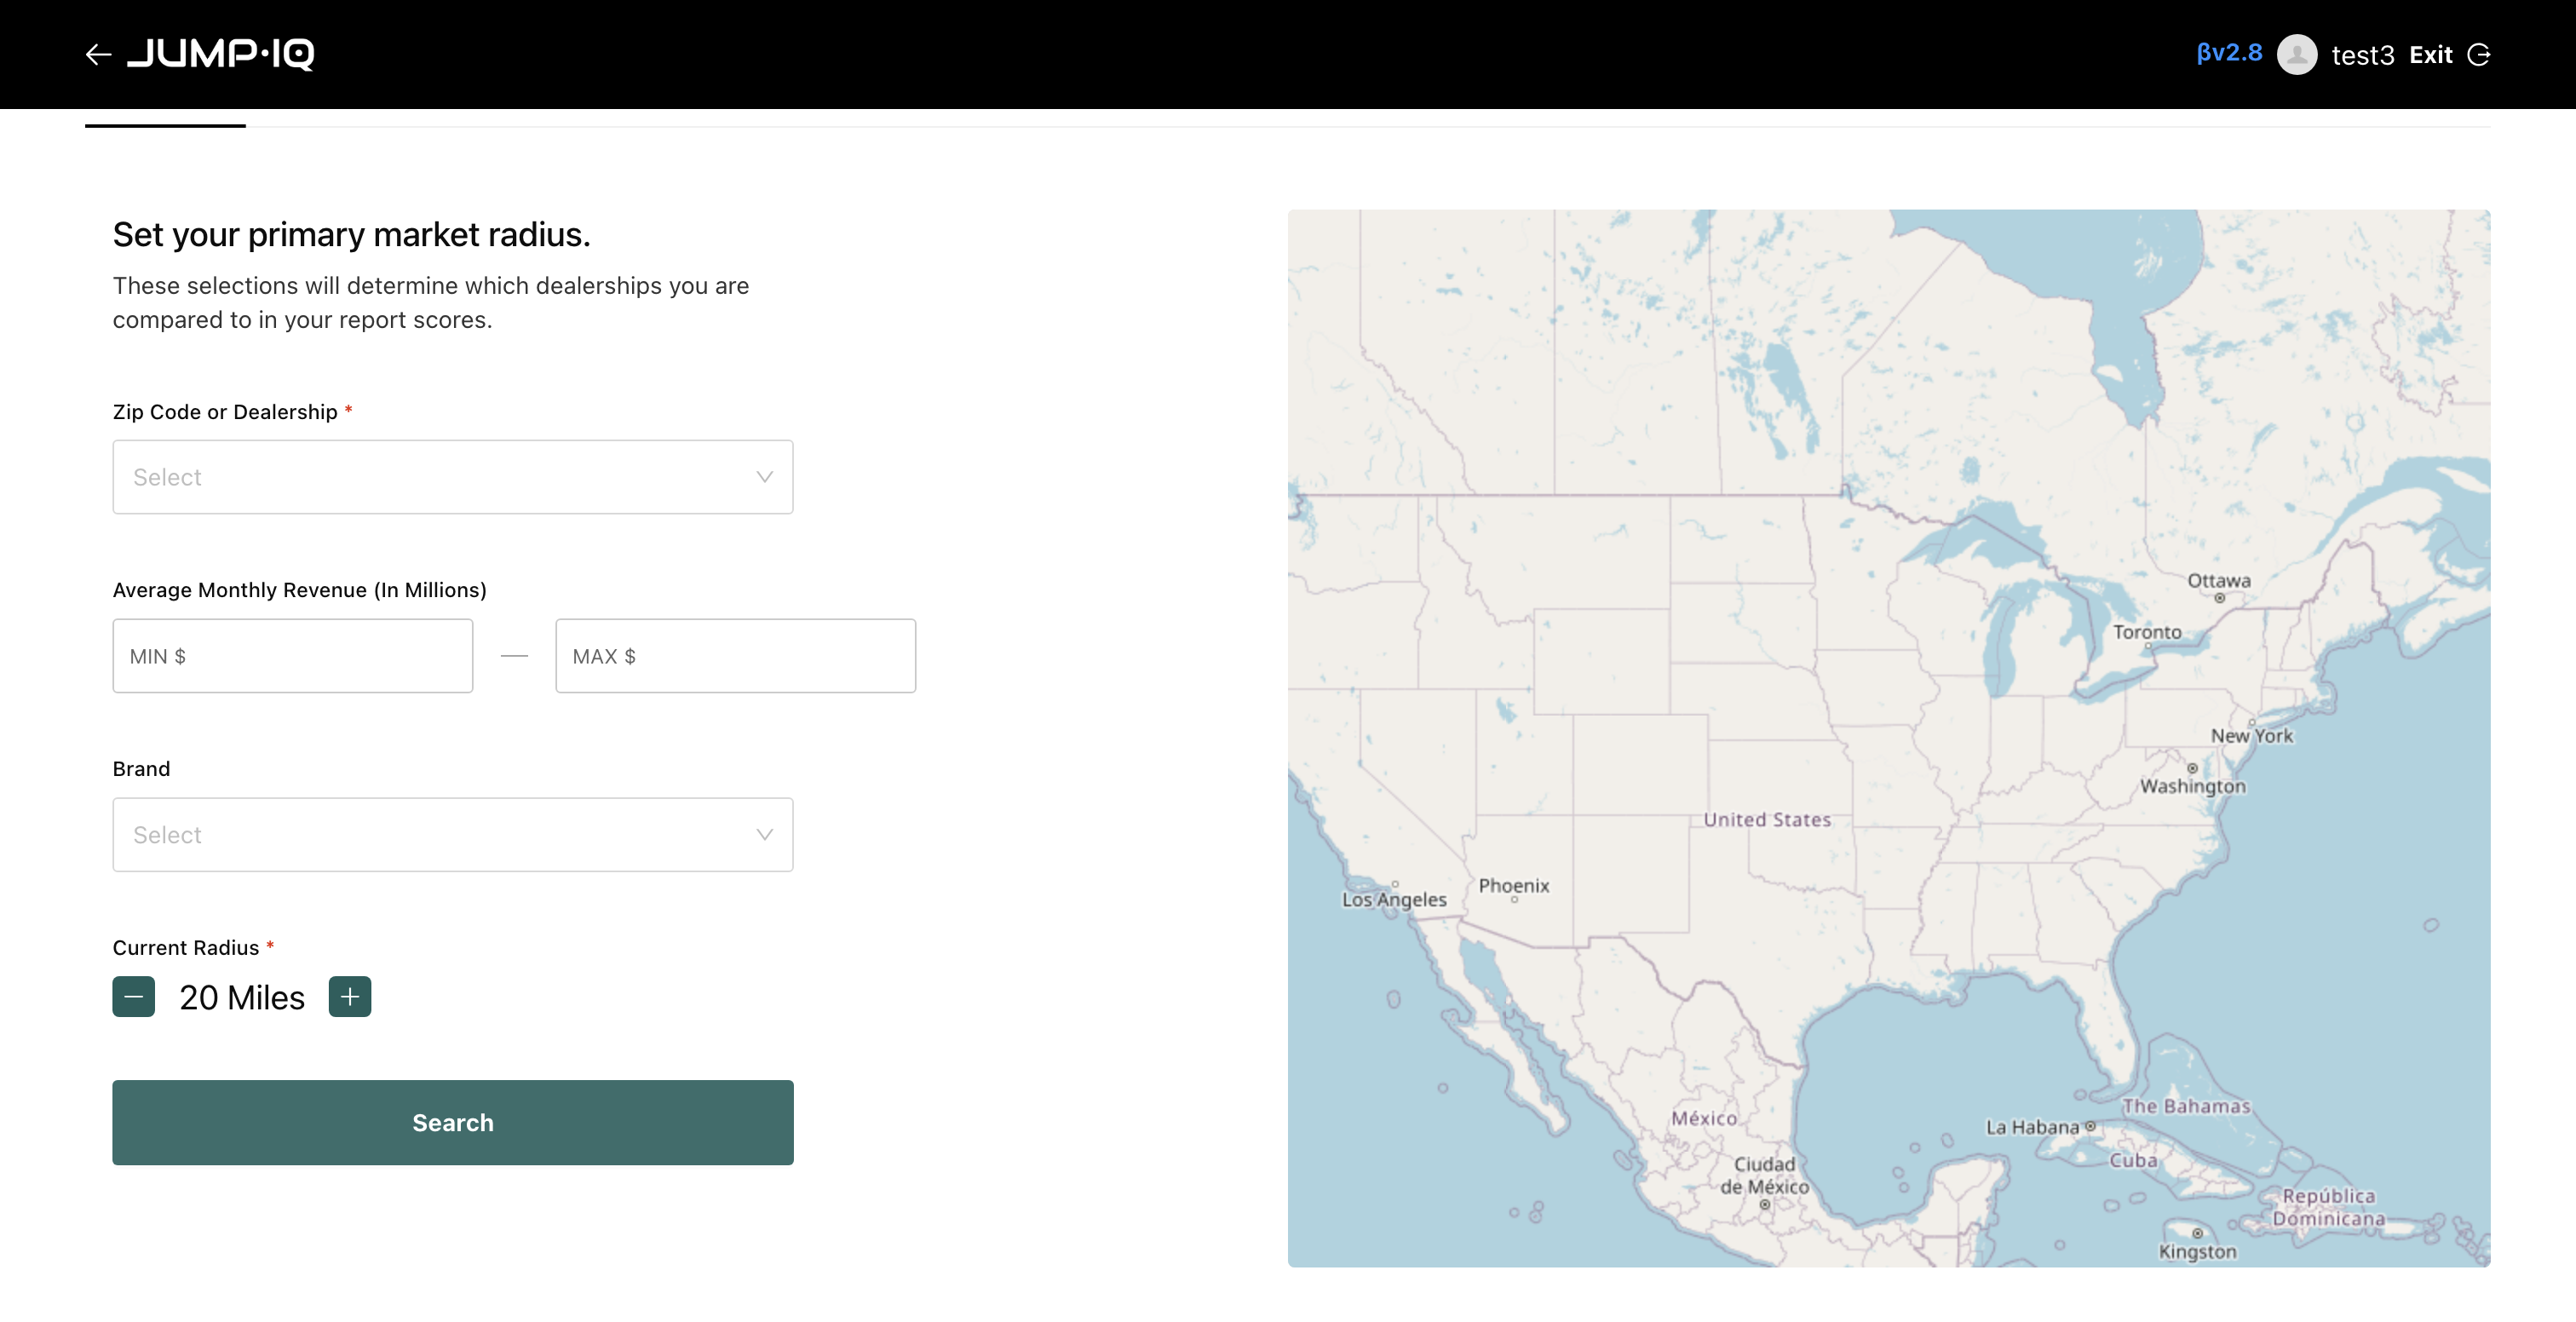 JUMP·IQ
βv2.8 test3 Exit
Set your primary market radius.
These selections will determine which dealerships you are
compared to in your report scores.
Zip Code or Dealership *
Select
Average Monthly Revenue (In Millions)
MIN $ — MAX $
Brand
Select
Current Radius *
− 20 Miles +
Search
Ottawa
Toronto
New York
Washington
United States
Los Angeles
Phoenix
México
Ciudad
de México
La Habana
The Bahamas
Cuba
República
Dominicana
Kingston